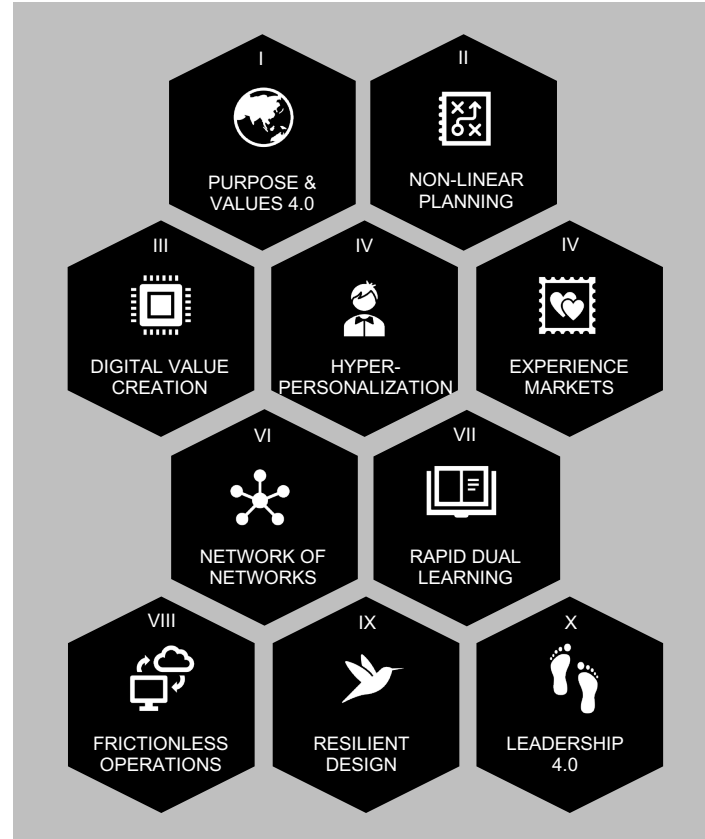 I
PURPOSE &
VALUES 4.0
II
NON-LINEAR
PLANNING
III
DIGITAL VALUE
CREATION
IV
HYPER-
PERSONALIZATION
IV
EXPERIENCE
MARKETS
VI
NETWORK OF
NETWORKS
VII
RAPID DUAL
LEARNING
VIII
FRICTIONLESS
OPERATIONS
IX
RESILIENT
DESIGN
X
LEADERSHIP
4.0